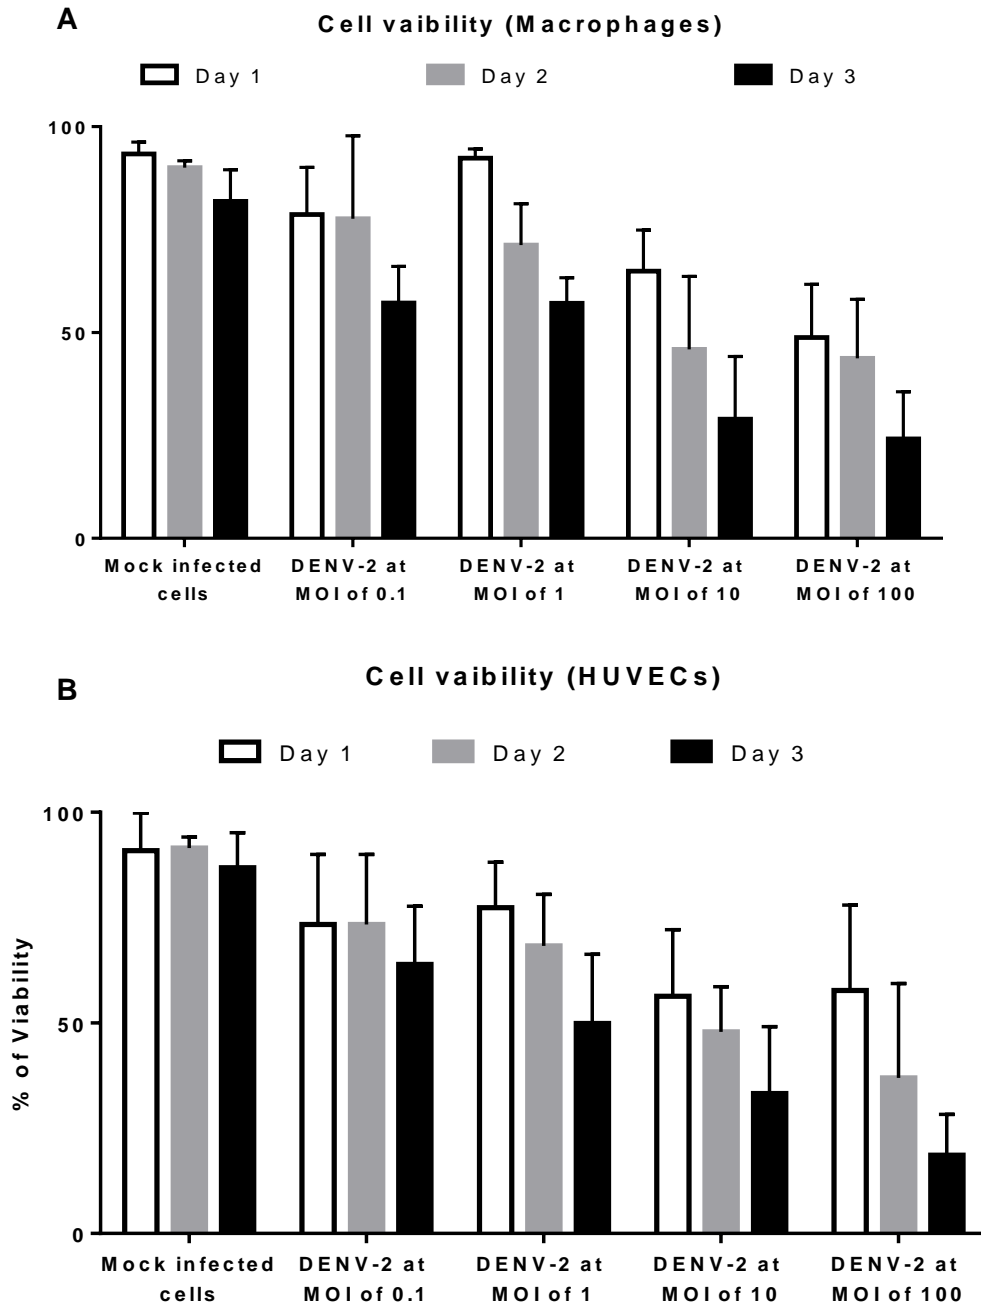 A
Cell vaibility (Macrophages)
Day 1 Day 2 Day 3
100
50
0
Mock infected cells
DENV-2 at MOI of 0.1
DENV-2 at MOI of 1
DENV-2 at MOI of 10
DENV-2 at MOI of 100
B
Cell vaibility (HUVECs)
Day 1 Day 2 Day 3
% of Viability
100
50
0
Mock infected cells
DENV-2 at MOI of 0.1
DENV-2 at MOI of 1
DENV-2 at MOI of 10
DENV-2 at MOI of 100